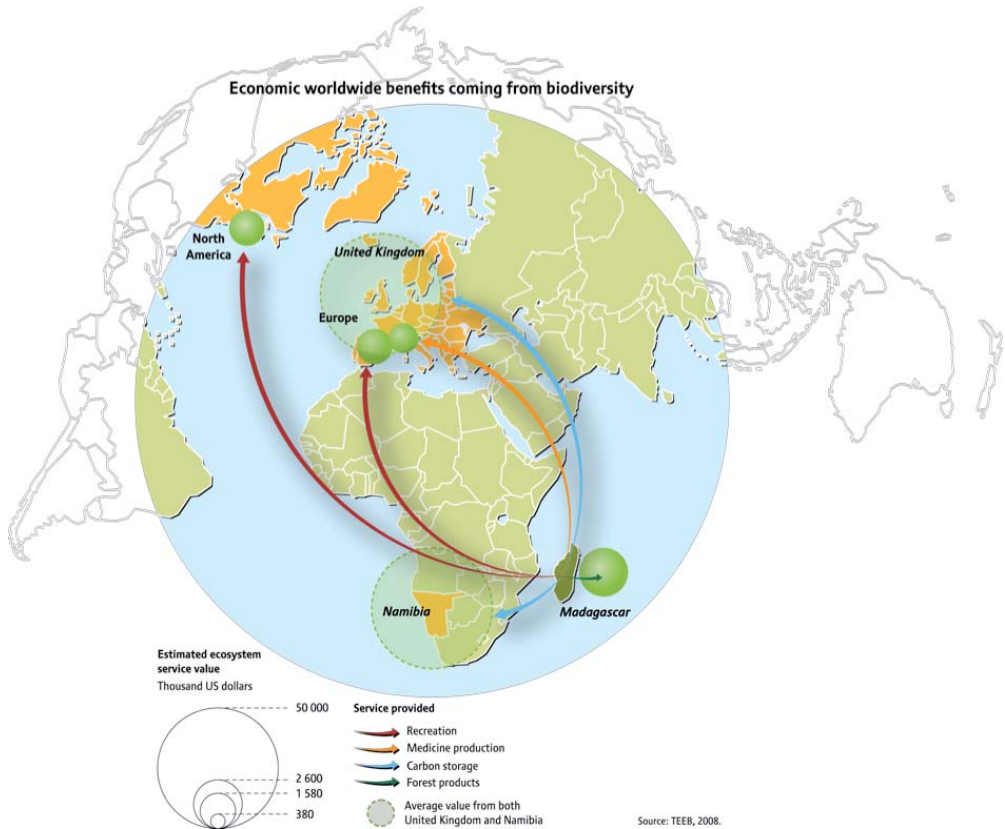 Economic worldwide benefits coming from biodiversity
North
America
United Kingdom
Europe
Namibia
Madagascar
Estimated ecosystem
service value
Thousand US dollars
50 000
2 600
1 580
380
Service provided
Recreation
Medicine production
Carbon storage
Forest products
Average value from both
United Kingdom and Namibia
Source: TEEB, 2008.